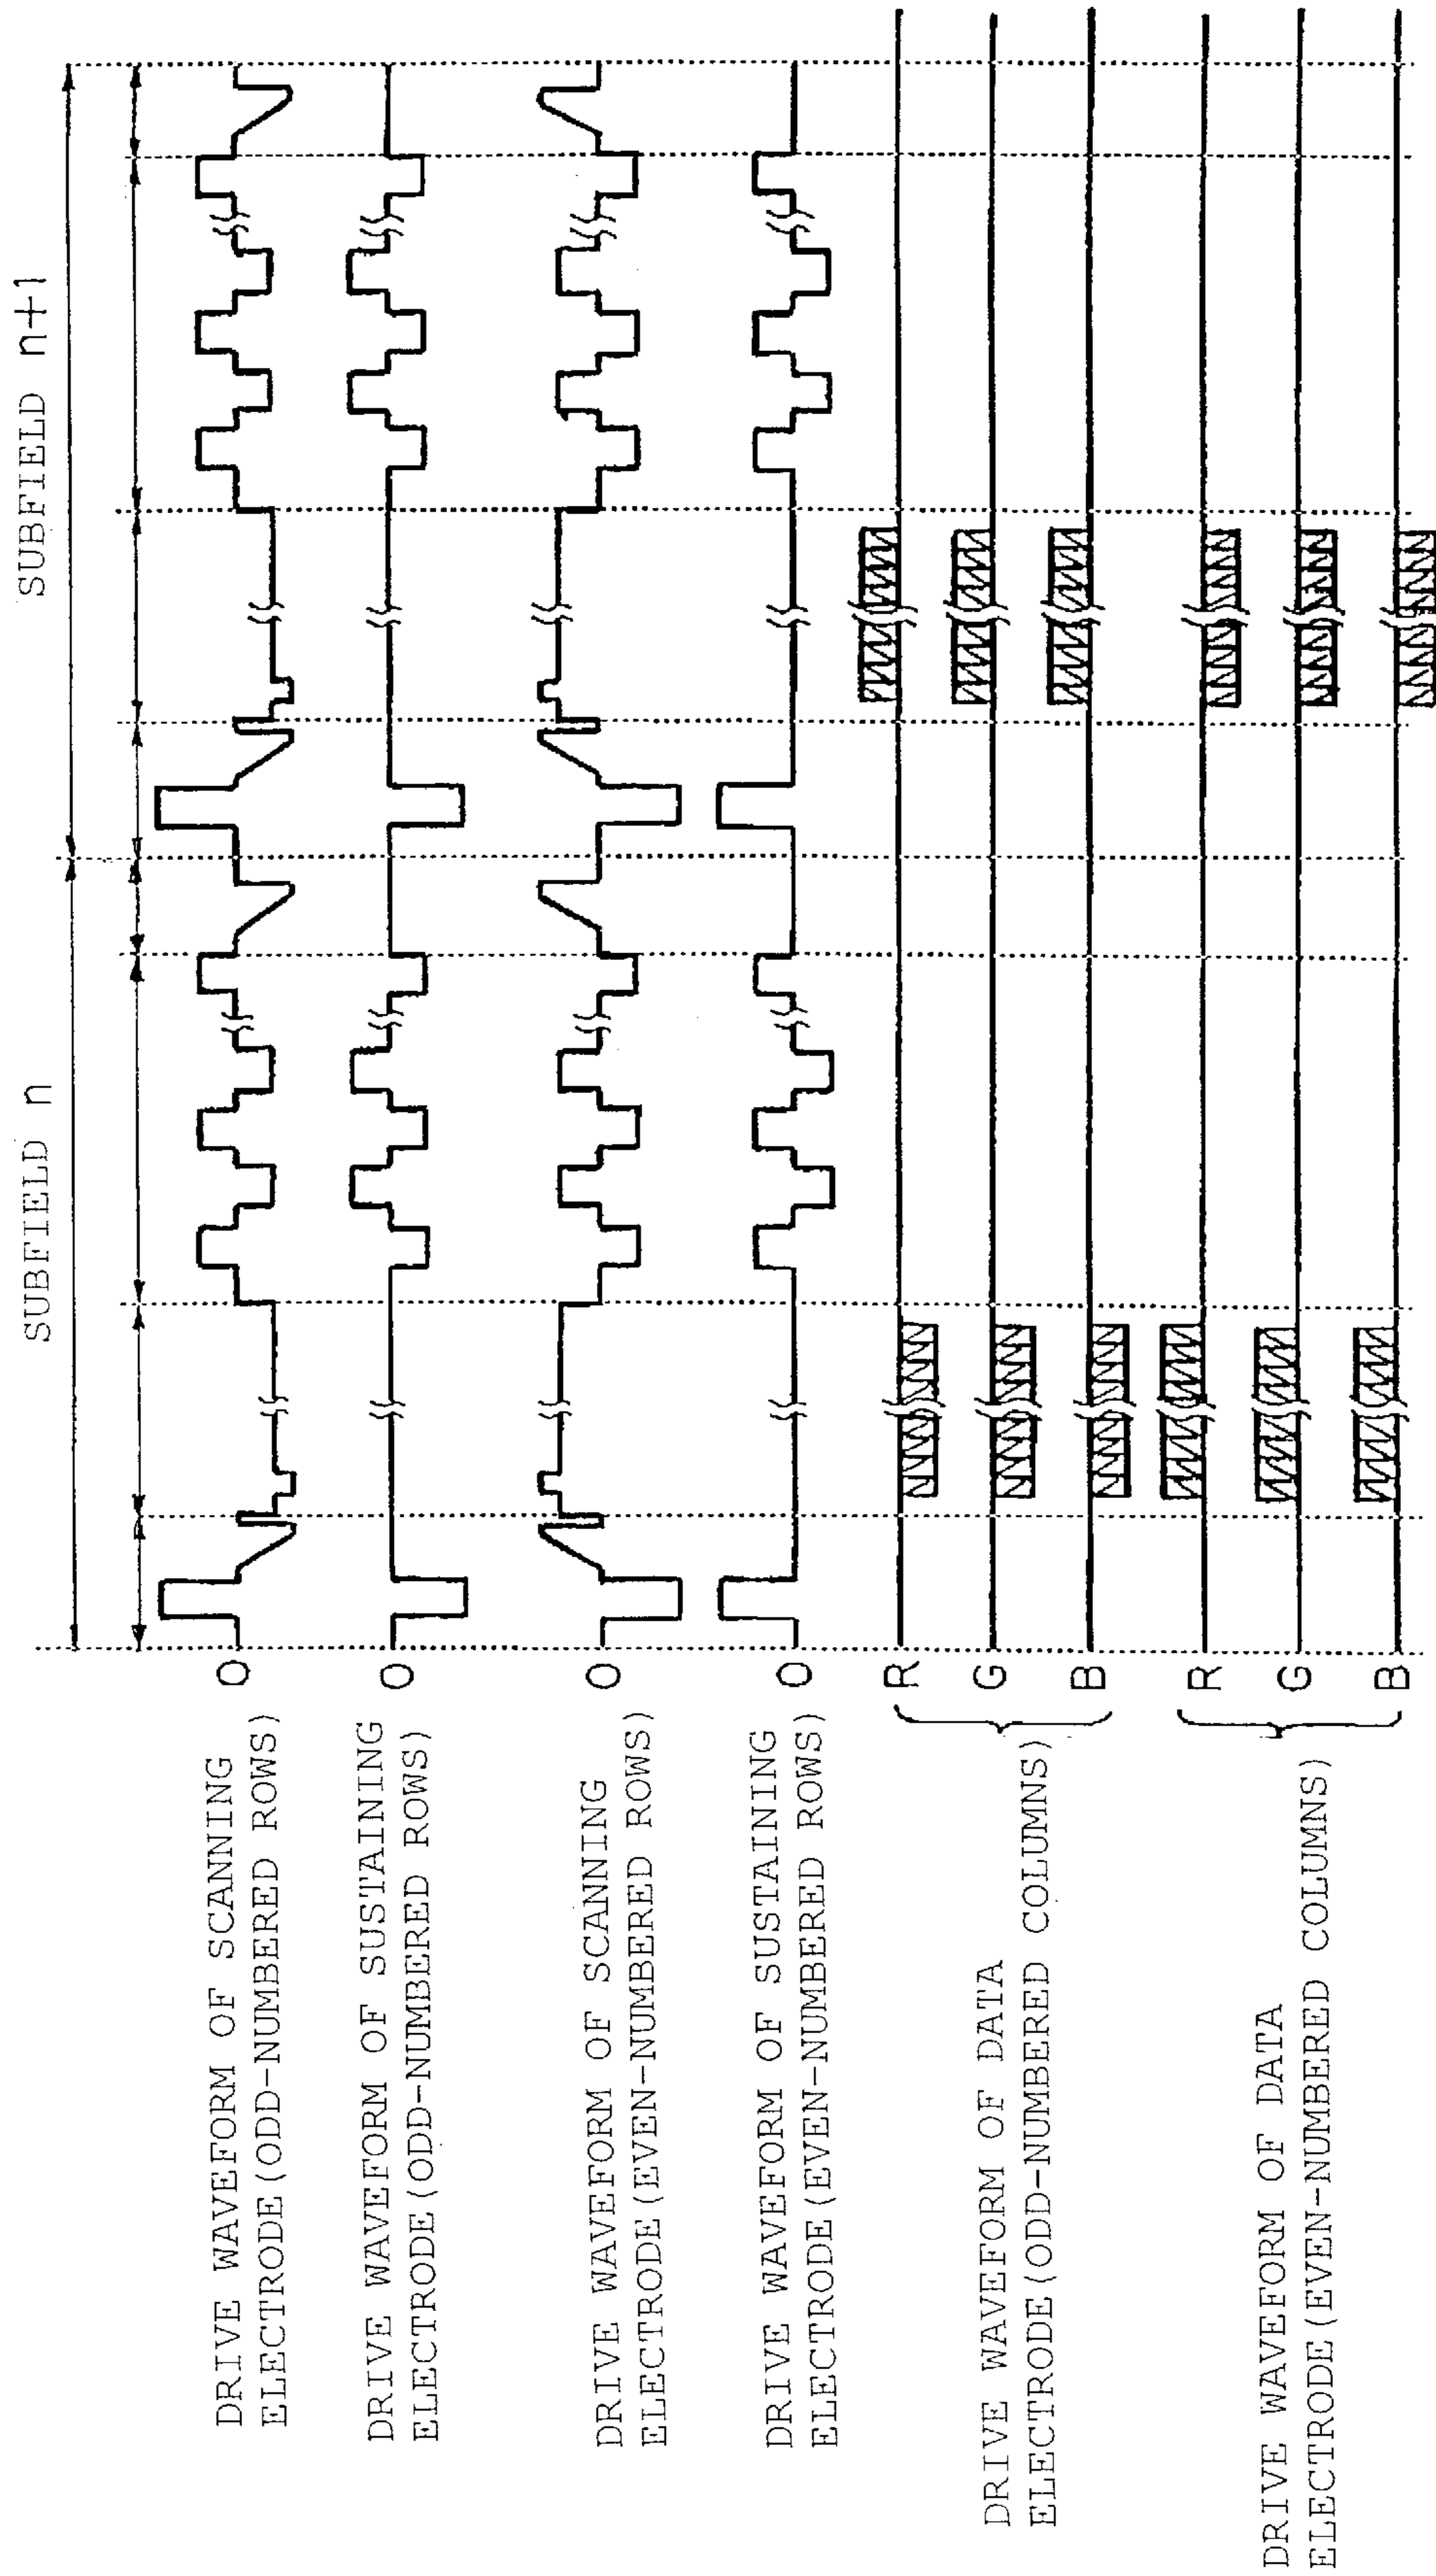 SUBFIELD n
SUBFIELD n+1
DRIVE WAVEFORM OF SCANNING
ELECTRODE(ODD-NUMBERED ROWS)
0
DRIVE WAVEFORM OF SUSTAINING
ELECTRODE(ODD-NUMBERED ROWS)
0
DRIVE WAVEFORM OF SCANNING
ELECTRODE(EVEN-NUMBERED ROWS)
0
DRIVE WAVEFORM OF SUSTAINING
ELECTRODE(EVEN-NUMBERED ROWS)
0
DRIVE WAVEFORM OF DATA
ELECTRODE(ODD-NUMBERED COLUMNS)
R
G
B
DRIVE WAVEFORM OF DATA
ELECTRODE(EVEN-NUMBERED COLUMNS)
R
G
B